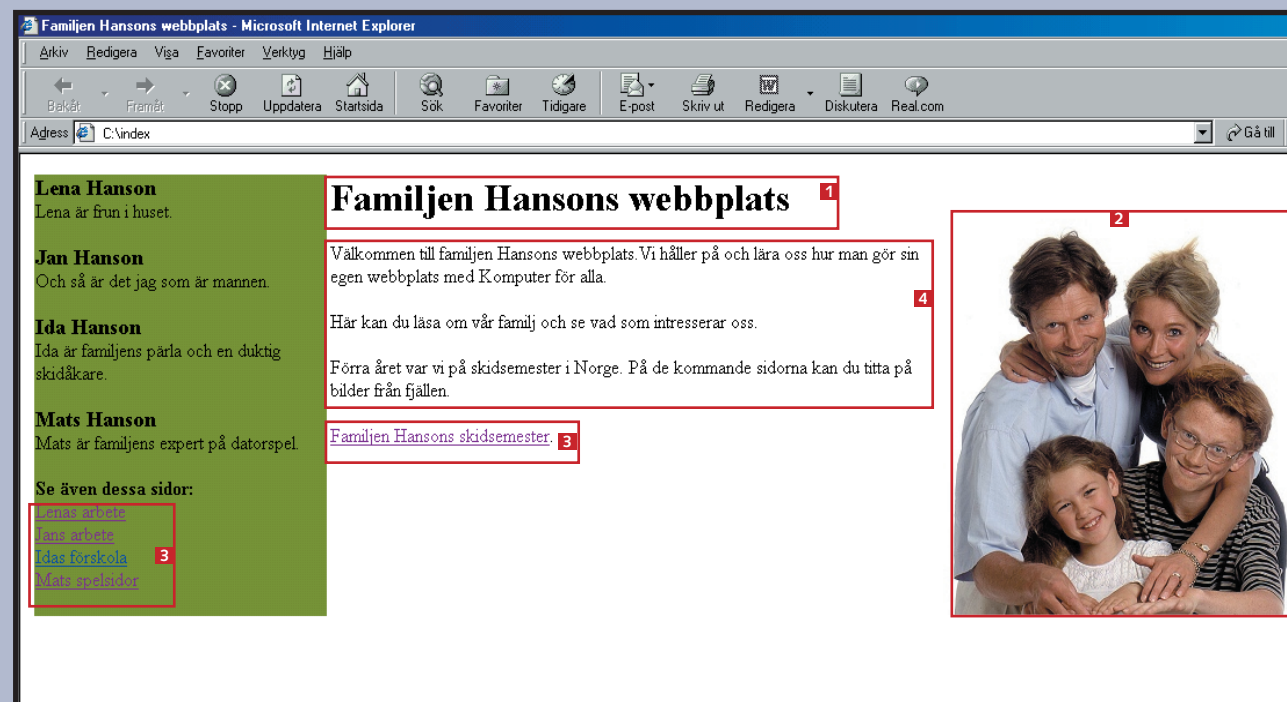 Familjen Hansons webbplats - Microsoft Internet Explorer
Arkiv Redigera Visa Favoriter Verktyg Hjälp
Bakåt Framåt Stopp Uppdatera Startsida Sök Favoriter Tidigare E-post Skriv ut Redigera Diskutera Real.com
Adress C:\index Gå till
Lena Hanson
Lena är frun i huset.
Jan Hanson
Och så är det jag som är mannen.
Ida Hanson
Ida är familjens pärla och en duktig
skidåkare.
Mats Hanson
Mats är familjens expert på datorspel.
Se även dessa sidor:
Lenas arbete
Jans arbete
Idas förskola
3
Mats spelsidor
Familjen Hansons webbplats
1
Välkommen till familjen Hansons webbplats. Vi håller på och lära oss hur man gör sin
egen webbplats med Komputer för alla.
4
Här kan du läsa om vår familj och se vad som intresserar oss.
Förra året var vi på skidsemester i Norge. På de kommande sidorna kan du titta på
bilder från fjällen.
Familjen Hansons skidsemester.
3
2